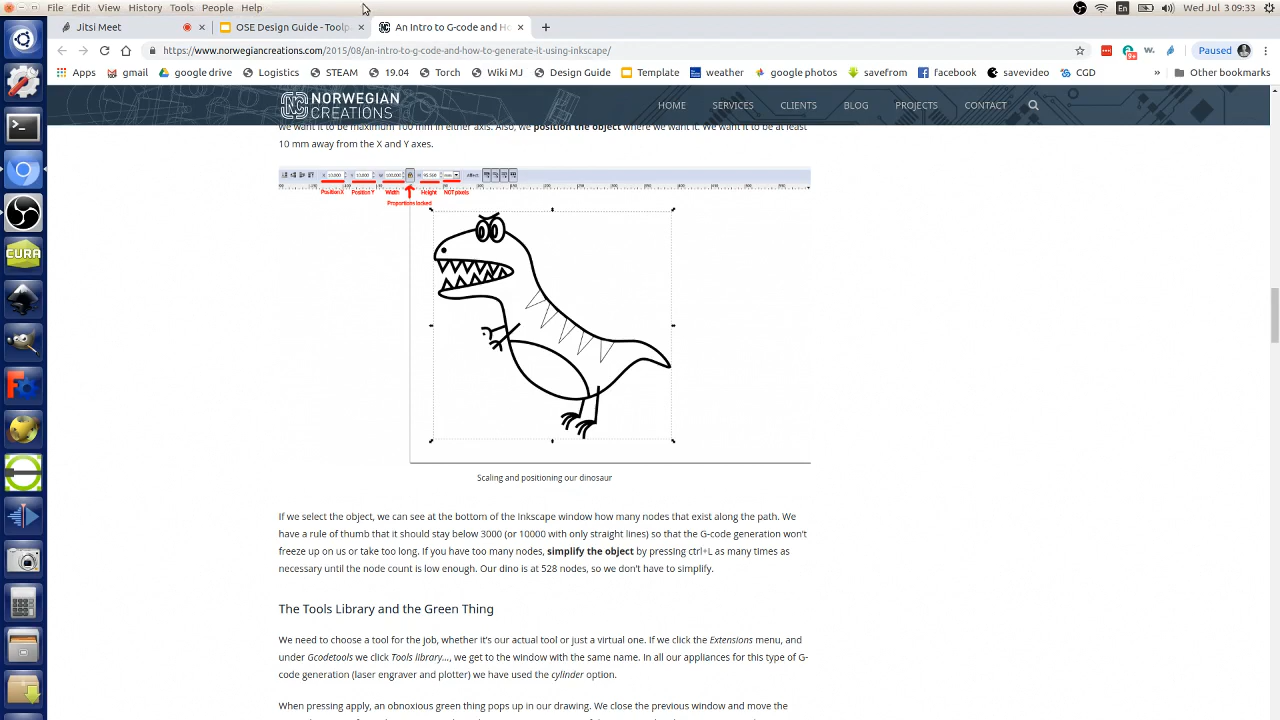 File Edit View History Tools People Help
En
Wed Jul 8 09:09:33
Jitsi Meet
OSE Design Guide - Toolpa
An Intro to G-code and Ho
https://www.norwegiancreations.com/2015/08/an-intro-to-g-code-and-how-to-generate-it-using-inkscape/
Paused
Apps gmail google drive Logistics STEAM 19.04 Torch Wiki MJ Design Guide Template weather google photos savefrom facebook savevideo CGD » Other bookmarks
NORWEGIAN CREATIONS
HOME SERVICES CLIENTS BLOG PROJECTS CONTACT
we want it to be maximum 100 mm in either axis. Also, we position the object where we want it. We want it to be at least
10 mm away from the X and Y axes.
Position X Position Y Width Height NOT pixels
Proportions locked
Scaling and positioning our dinosaur
If we select the object, we can see at the bottom of the Inkscape window how many nodes that exist along the path. We
have a rule of thumb that it should stay below 3000 (or 10000 with only straight lines) so that the G-code generation won't
freeze up on us or take too long. If you have too many nodes, simplify the object by pressing ctrl+L as many times as
necessary until the node count is low enough. Our dino is at 528 nodes, so we don't have to simplify.
The Tools Library and the Green Thing
We need to choose a tool for the job, whether it's our actual tool or just a virtual one. If we click the Extensions menu, and
under Gcodetools we click Tools library..., we get to the window with the same name. In all our appliances for this type of G-
code generation (laser engraver and plotter) we have used the cylinder option.
When pressing apply, an obnoxious green thing pops up in our drawing. We close the previous window and move the
CURA